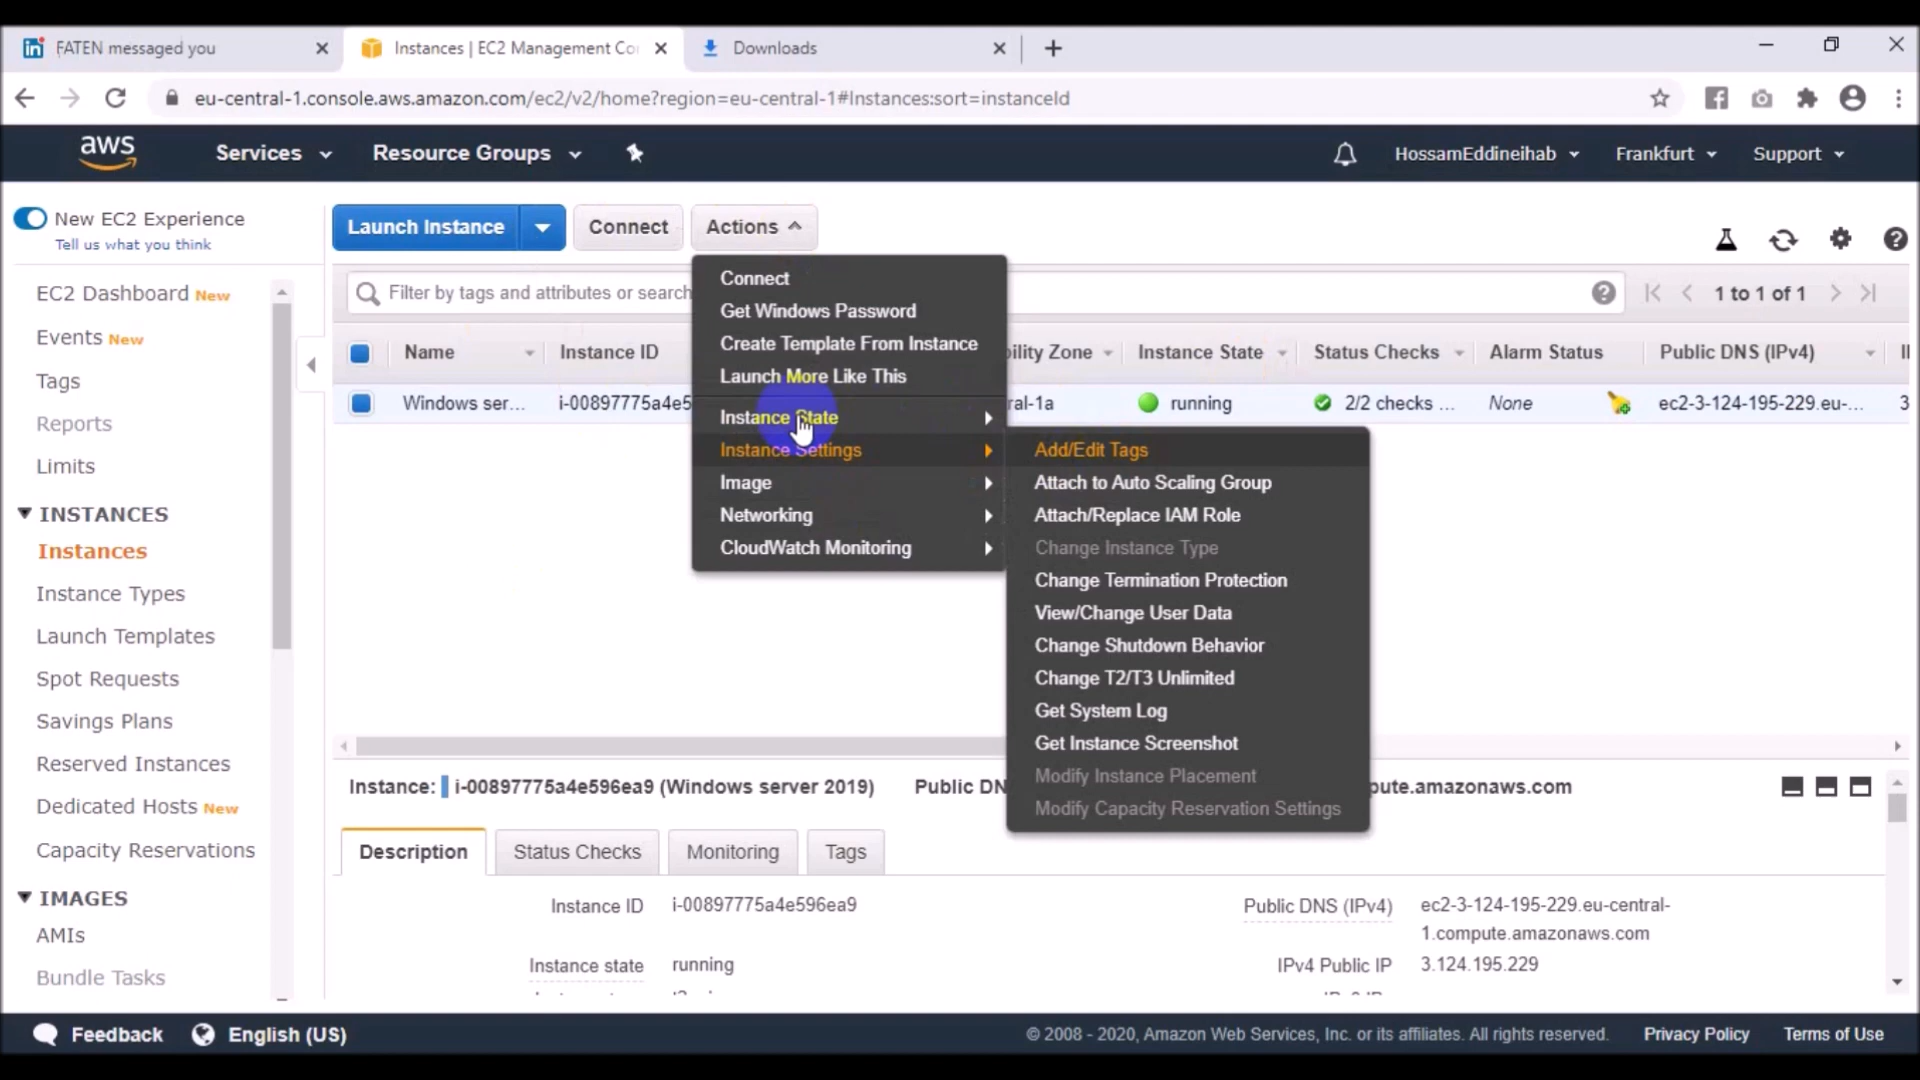 FATEN messaged you
Instances | EC2 Management Co
Downloads
eu-central-1.console.aws.amazon.com/ec2/v2/home?region=eu-central-1#Instances:sort=instanceId
aws
Services
Resource Groups
HossamEddineihab
Frankfurt
Support
New EC2 Experience
Tell us what you think
Launch Instance
Connect
Actions
EC2 Dashboard New
Events New
Tags
Reports
Limits
INSTANCES
Instances
Instance Types
Launch Templates
Spot Requests
Savings Plans
Reserved Instances
Dedicated Hosts New
Capacity Reservations
IMAGES
AMIs
Bundle Tasks
Filter by tags and attributes or search
1 to 1 of 1
Name
Instance ID
bility Zone
Instance State
Status Checks
Alarm Status
Public DNS (IPv4)
Windows ser...
i-00897775a4e5
ral-1a
running
2/2 checks ...
None
ec2-3-124-195-229.eu-...
3
Connect
Get Windows Password
Create Template From Instance
Launch More Like This
Instance State
Instance Settings
Image
Networking
CloudWatch Monitoring
Add/Edit Tags
Attach to Auto Scaling Group
Attach/Replace IAM Role
Change Instance Type
Change Termination Protection
View/Change User Data
Change Shutdown Behavior
Change T2/T3 Unlimited
Get System Log
Get Instance Screenshot
Modify Instance Placement
Modify Capacity Reservation Settings
Instance: i-00897775a4e596ea9 (Windows server 2019) Public DN pute.amazonaws.com
Description
Status Checks
Monitoring
Tags
Instance ID i-00897775a4e596ea9
Public DNS (IPv4) ec2-3-124-195-229.eu-central-
1.compute.amazonaws.com
Instance state running
IPv4 Public IP 3.124.195.229
Feedback
English (US)
© 2008 - 2020, Amazon Web Services, Inc. or its affiliates. All rights reserved.
Privacy Policy
Terms of Use